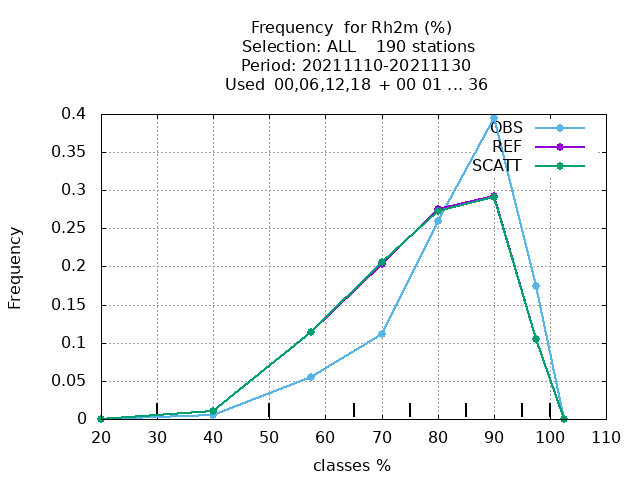 Frequency for Rh2m (%)
Selection: ALL 190 stations
Period: 20211110-20211130
Used 00,06,12,18 + 00 01 ... 36
0.4
0.35
0.3
0.25
0.2
0.15
0.1
0.05
0
Frequency
OBS
REF
SCATT
20 30 40 50 60 70 80 90 100 110
classes %